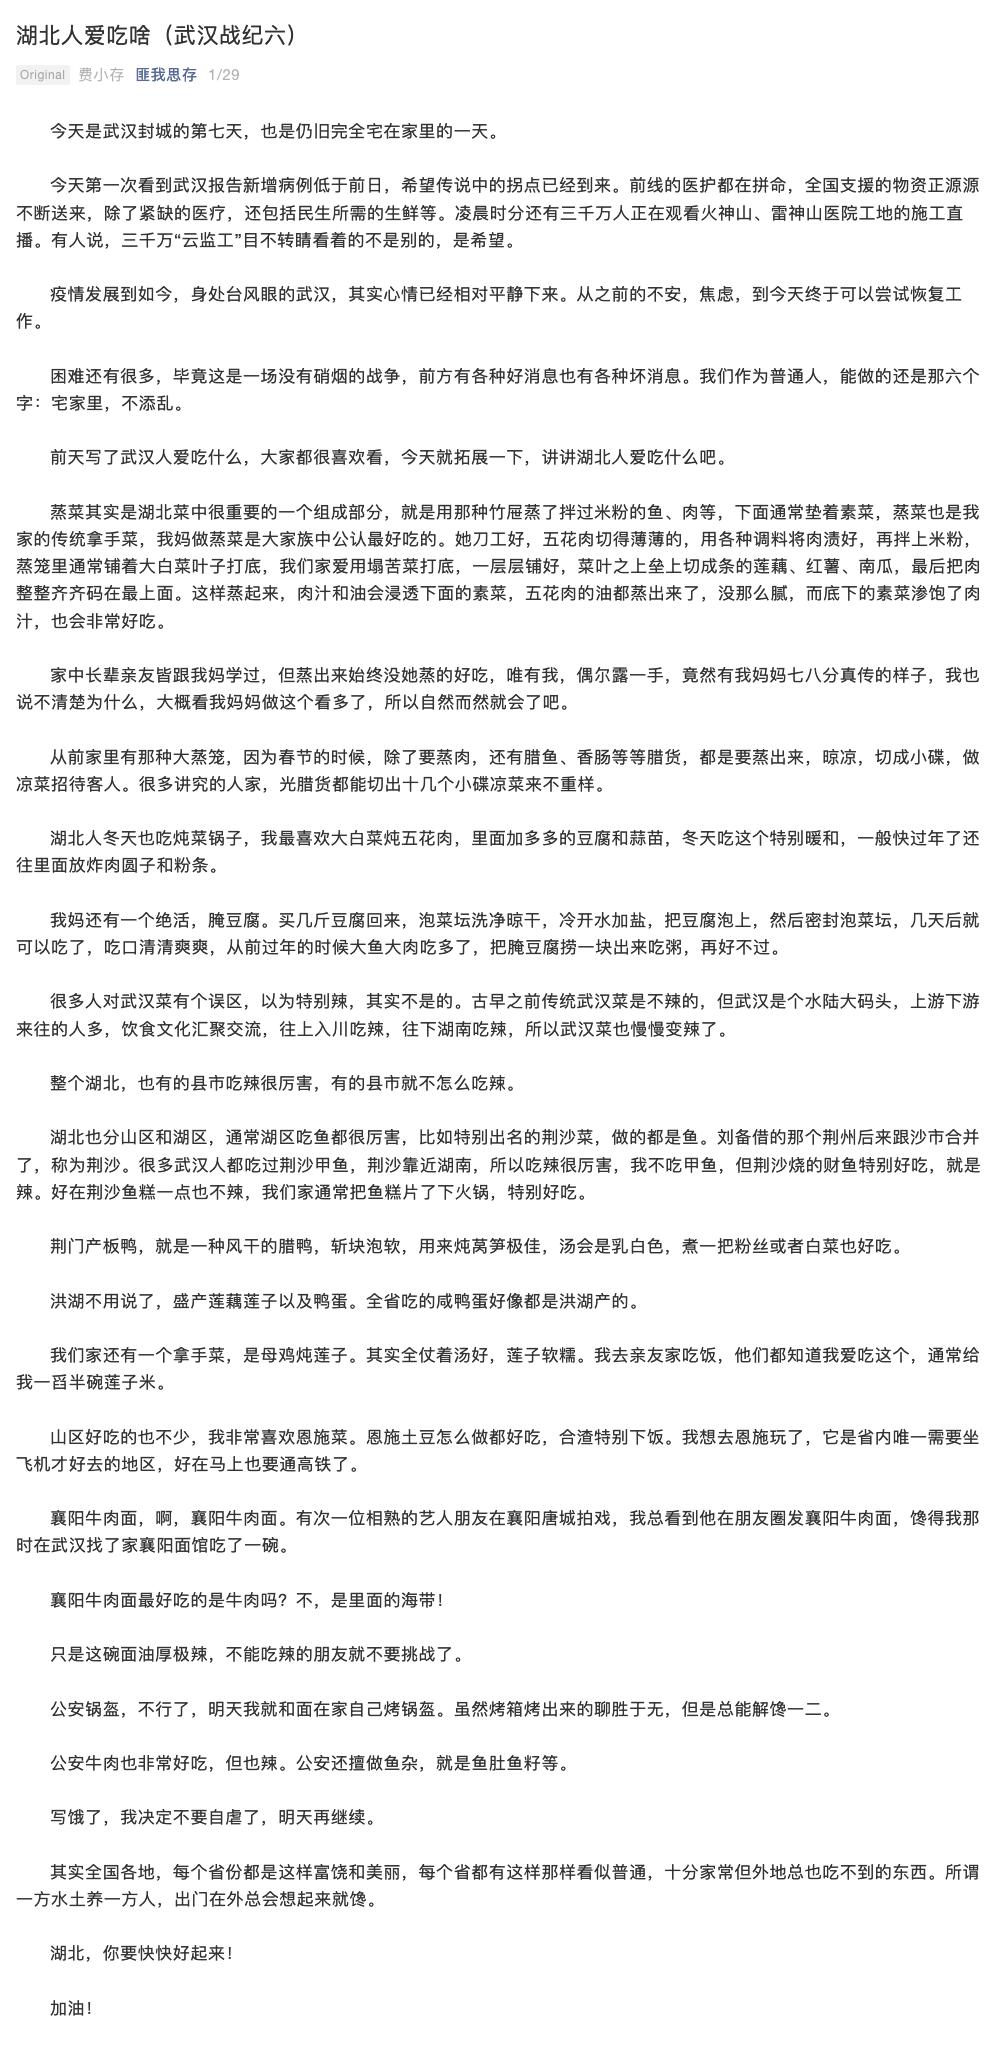 湖北人爱吃啥（武汉战纪六）
Original 费小存 匪我思存 1/29
今天是武汉封城的第七天，也是仍旧完全宅在家里的一天。
今天第一次看到武汉报告新增病例低于前日，希望传说中的拐点已经到来。前线的医护都在拼命，全国支援的物资正源源
不断送来，除了紧缺的医疗，还包括民生所需的生鲜等。凌晨时分还有三千万人正在观看火神山、雷神山医院工地的施工直
播。有人说，三千万“云监工”目不转睛看着的不是别的，是希望。
疫情发展到如今，身处台风眼的武汉，其实心情已经相对平静下来。从之前的不安，焦虑，到今天终于可以尝试恢复工
作。
困难还有很多，毕竟这是一场没有硝烟的战争，前方有各种好消息也有各种坏消息。我们作为普通人，能做的还是那六个
字：宅家里，不添乱。
前天写了武汉人爱吃什么，大家都很喜欢看，今天就拓展一下，讲讲湖北人爱吃什么吧。
蒸菜其实是湖北菜中很重要的一个组成部分，就是用那种竹屉蒸了拌过米粉的鱼、肉等，下面通常垫着素菜，蒸菜也是我
家的传统拿手菜，我妈做蒸菜是大家族中公认最好吃的。她刀工好，五花肉切得薄薄的，用各种调料将肉渍好，再拌上米粉，
蒸笼里通常铺着大白菜叶子打底，我们家爱用塌苦菜打底，一层层铺好，菜叶之上垒上切成条的莲藕、红薯、南瓜，最后把肉
整整齐齐码在最上面。这样蒸起来，肉汁和油会浸透下面的素菜，五花肉的油都蒸出来了，没那么腻，而底下的素菜渗饱了肉
汁，也会非常好吃。
家中长辈亲友皆跟我妈学过，但蒸出来始终没她蒸的好吃，唯有我，偶尔露一手，竟然有我妈妈七八分真传的样子，我也
说不清楚为什么，大概看我妈妈做这个看多了，所以自然而然就会了吧。
从前家里有那种大蒸笼，因为春节的时候，除了要蒸肉，还有腊鱼、香肠等等腊货，都是要蒸出来，晾凉，切成小碟，做
凉菜招待客人。很多讲究的人家，光腊货都能切出十几个小碟凉菜来不重样。
湖北人冬天也吃炖菜锅子，我最喜欢大白菜炖五花肉，里面加多多的豆腐和蒜苗，冬天吃这个特别暖和，一般快过年了还
往里面放炸肉圆子和粉条。
我妈还有一个绝活，腌豆腐。买几斤豆腐回来，泡菜坛洗净晾干，冷开水加盐，把豆腐泡上，然后密封泡菜坛，几天后就
可以吃了，吃口清清爽爽，从前过年的时候大鱼大肉吃多了，把腌豆腐捞一块出来吃粥，再好不过。
很多人对武汉菜有个误区，以为特别辣，其实不是的。古早之前传统武汉菜是不辣的，但武汉是个水陆大码头，上游下游
来往的人多，饮食文化汇聚交流，往上入川吃辣，往下湖南吃辣，所以武汉菜也慢慢变辣了。
整个湖北，也有的县市吃辣很厉害，有的县市就不怎么吃辣。
湖北也分山区和湖区，通常湖区吃鱼都很厉害，比如特别出名的荆沙菜，做的都是鱼。刘备借的那个荆州后来跟沙市合并
了，称为荆沙。很多武汉人都吃过荆沙甲鱼，荆沙靠近湖南，所以吃辣很厉害，我不吃甲鱼，但荆沙烧的财鱼特别好吃，就是
辣。好在荆沙鱼糕一点也不辣，我们家通常把鱼糕片了下火锅，特别好吃。
荆门产板鸭，就是一种风干的腊鸭，斩块泡软，用来炖莴笋极佳，汤会是乳白色，煮一把粉丝或者白菜也好吃。
洪湖不用说了，盛产莲藕莲子以及鸭蛋。全省吃的咸鸭蛋好像都是洪湖产的。
我们家还有一个拿手菜，是母鸡炖莲子。其实全仗着汤好，莲子软糯。我去亲友家吃饭，他们都知道我爱吃这个，通常给
我一舀半碗莲子米。
山区好吃的也不少，我非常喜欢恩施菜。恩施土豆怎么做都好吃，合渣特别下饭。我想去恩施玩了，它是省内唯一需要坐
飞机才好去的地区，好在马上也要通高铁了。
襄阳牛肉面，啊，襄阳牛肉面。有次一位相熟的艺人朋友在襄阳唐城拍戏，我总看到他在朋友圈发襄阳牛肉面，馋得我那
时在武汉找了家襄阳面馆吃了一碗。
襄阳牛肉面最好吃的是牛肉吗？不，是里面的海带！
只是这碗面油厚极辣，不能吃辣的朋友就不要挑战了。
公安锅盔，不行了，明天我就和面在家自己烤锅盔。虽然烤箱烤出来的聊胜于无，但是总能解馋一二。
公安牛肉也非常好吃，但也辣。公安还擅做鱼杂，就是鱼肚鱼籽等。
写饿了，我决定不要自虐了，明天再继续。
其实全国各地，每个省份都是这样富饶和美丽，每个省都有这样那样看似普通，十分家常但外地总也吃不到的东西。所谓
一方水土养一方人，出门在外总会想起来就馋。
湖北，你要快快好起来！
加油！